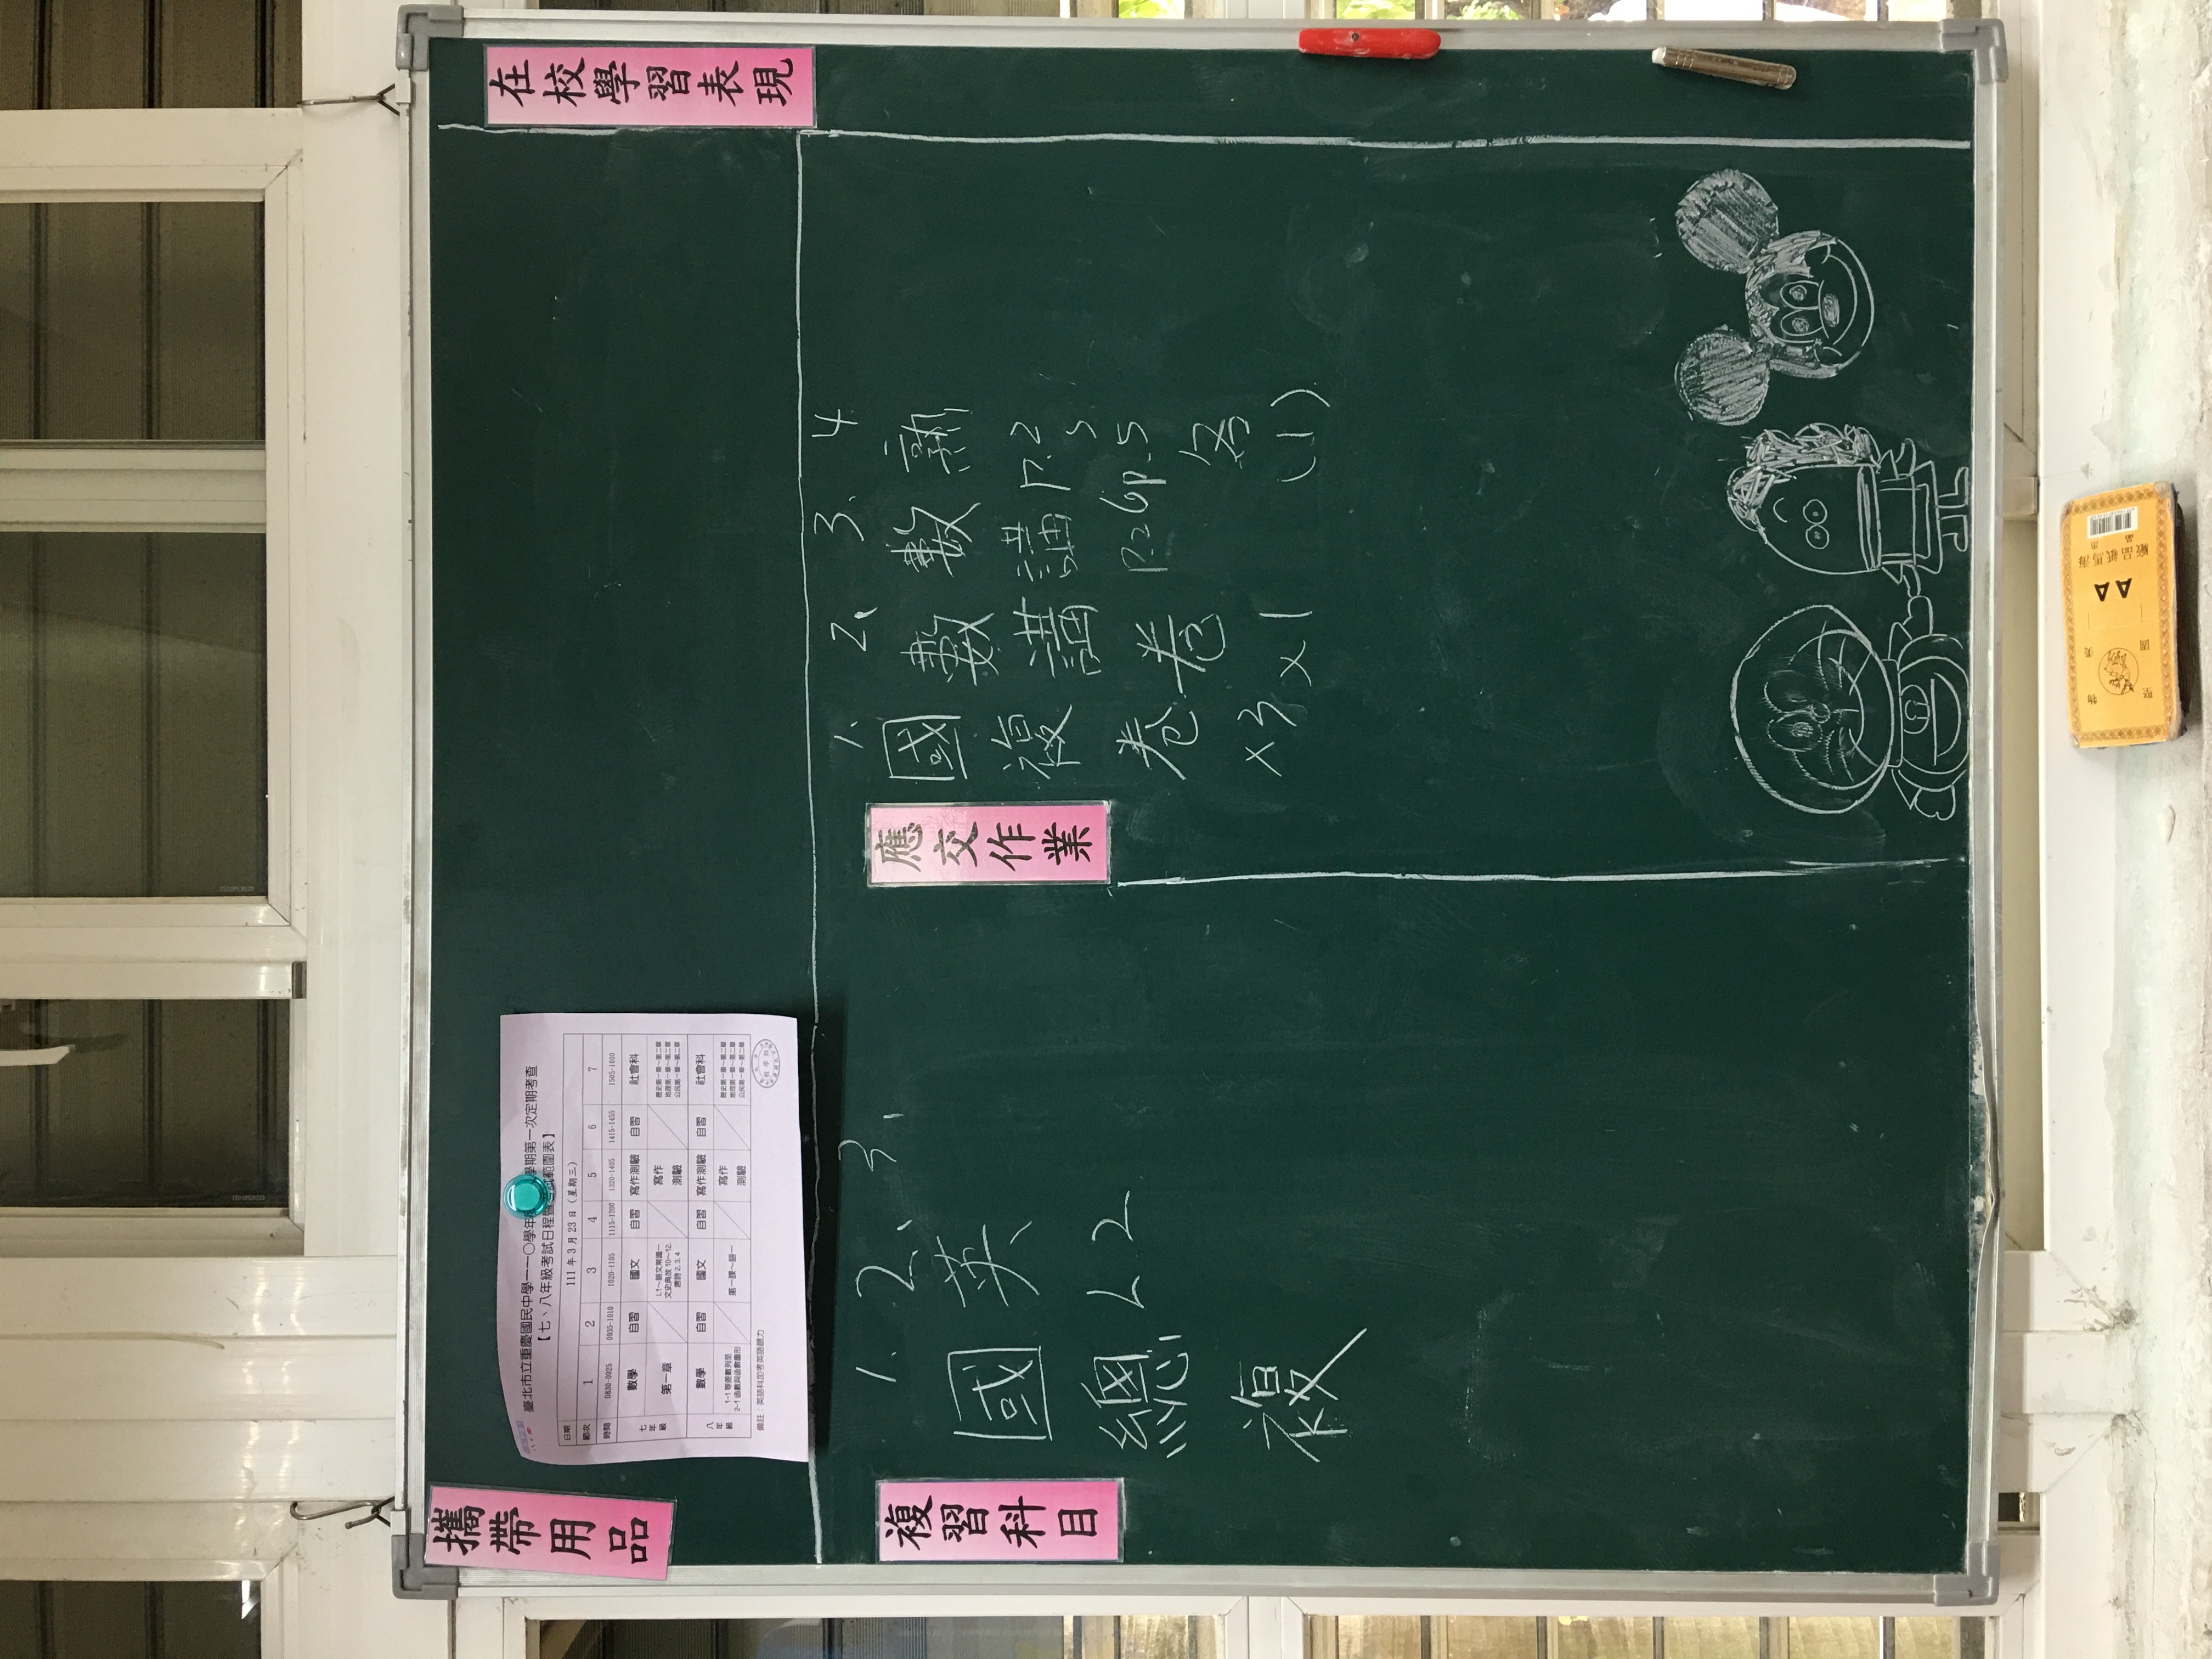 攜帶用品
在校學習表現
臺北市立重慶國民中學一一〇學年 學期第一次定期考查
【七、八年級考試日程暨考試範圍表】
日期 111 年 3 月 23 日 (星期三)
節次 1 2 3 4 5 6 7
時間 0830-0925 0935-1010 1020-1105 1115-1200 1320-1405 1415-1455 1505-1600
七年級
數學 自習 國文 自習 寫作測驗 自習 社會科
第一章
L1～語文常識一
文史典故 10～12.
唐詩 2.3.4
寫作
測驗
歷史第一章～第二章
地理第一章～第二章
公民第一章～第二章
八年級
數學 自習 國文 自習 寫作測驗 自習 社會科
1-1 等差數列至
2-1 函數與函數圖形
第一課～語一
寫作
測驗
歷史第一章～第二章
地理第一章～第二章
公民第一章～第二章
備註：英語科加考英語聽力
複習科目
1.
國總複
2、
英 L2
3、
應交作業
1.
國複卷 x3
2、
數講卷 x1
3、
數講 P.26
4
熟 p.2
p.5
各
(1)
堅固
美物
AA
海馬紙品廠
出品